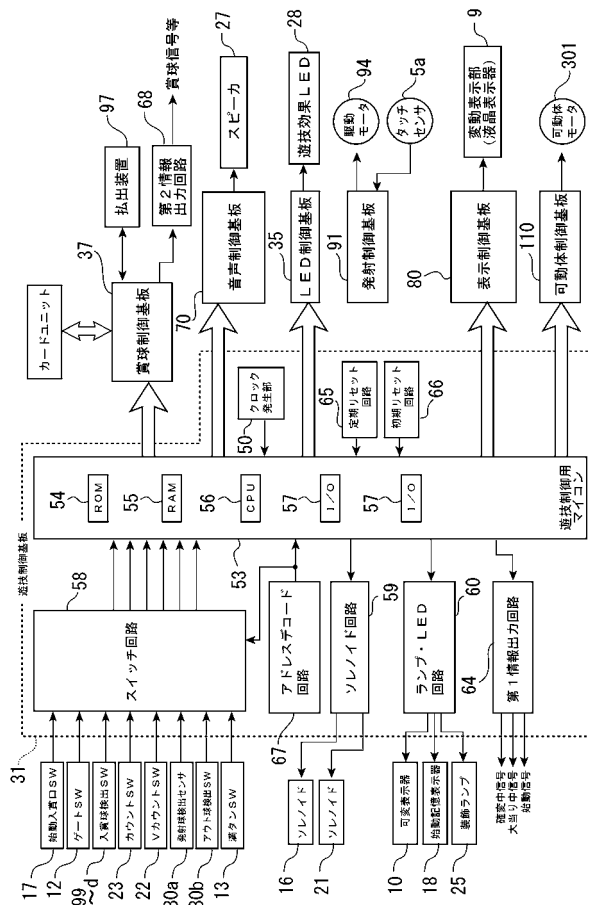 31
遊技制御基板
17
始動入賞口SW
12
ゲートSW
99
~d
入賞球検出SW
23
カウントSW
22
VカウントSW
80a
発射球検出センサ
80b
アウト球検出SW
13
満タンSW
58
スイッチ回路
67
アドレスデコード
回路
16
ソレノイド
21
ソレノイド
59
ソレノイド回路
10
可変表示器
18
始動記憶表示器
25
装飾ランプ
60
ランプ・LED
回路
64
第1情報出力回路
確変中信号
大当り中信号
始動信号
53
54
ROM
55
RAM
56
CPU
57
I/O
57
I/O
遊技制御用
マイコン
50
クロック
発生部
65
定期リセット
回路
66
初期リセット
回路
カードユニット
37
賞球制御基板
97
払出装置
68
第2情報
出力回路
賞球信号等
70
音声制御基板
27
スピーカ
35
LED制御基板
28
遊技効果LED
91
発射制御基板
94
駆動
モータ
5a
タッチ
センサ
80
表示制御基板
9
変動表示部
(液晶表示器)
110
可動体制御基板
301
可動体
モータ